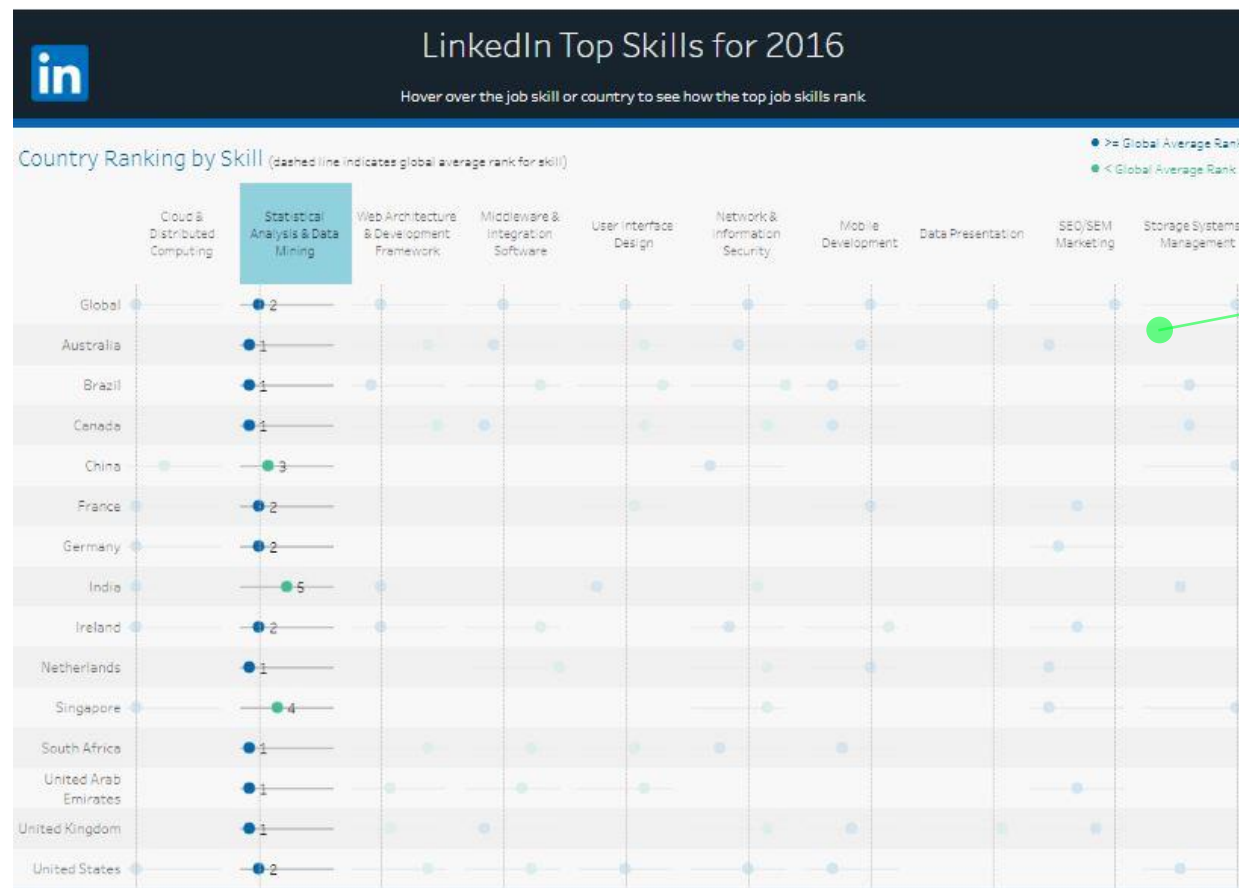 in
LinkedIn Top Skills for 2016
Hover over the job skill or country to see how the top job skills rank
Country Ranking by Skill (dashed line indicates global average rank for skill)
>= Global Average Rank
< Global Average Rank
Cloud &
Distributed
Computing
Statistical
Analysis & Data
Mining
Web Architecture
& Development
Framework
Middleware &
Integration
Software
User Interface
Design
Network &
Information
Security
Mobile
Development
Data Presentation
SEO/SEM
Marketing
Storage Systems
Management
Global 2
Australia 1
Brazil 1
Canada 1
China 3
France 2
Germany 2
India 5
Ireland 2
Netherlands 1
Singapore 4
South Africa 1
United Arab
Emirates 1
United Kingdom 1
United States 2